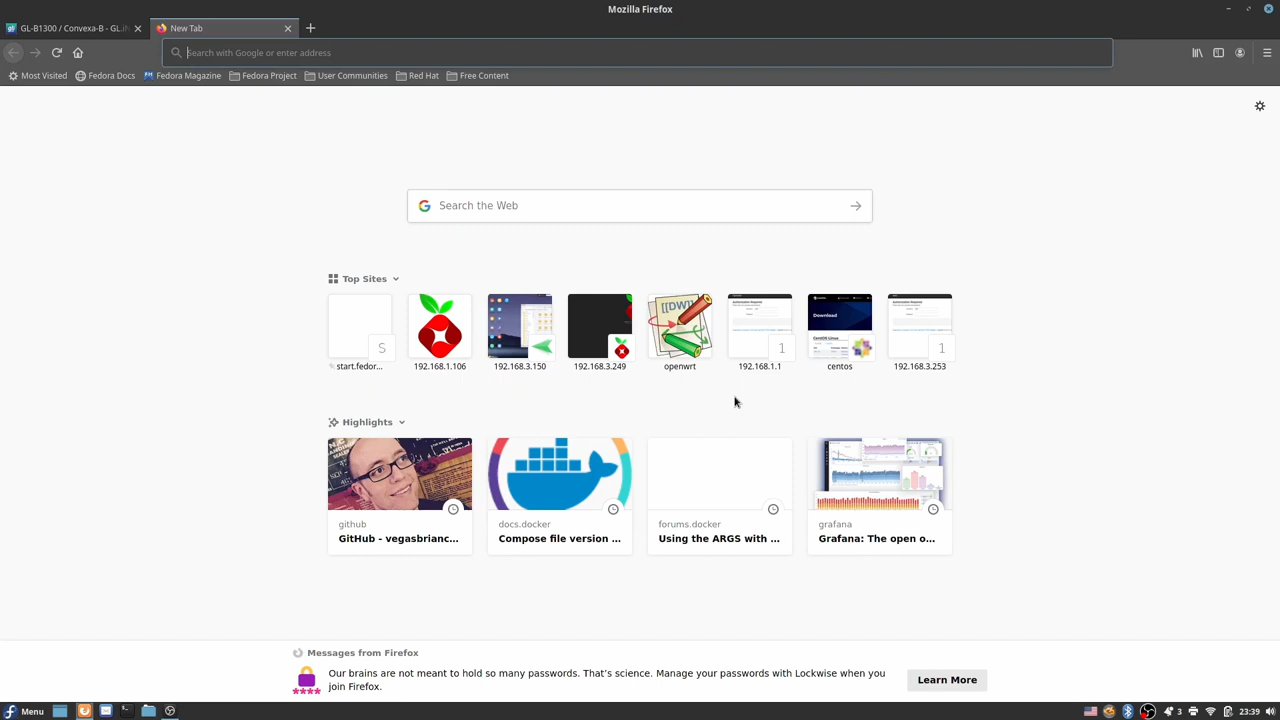 Mozilla Firefox
GL-B1300 / Convexa-B - GL.iN
New Tab
Search with Google or enter address
Most Visited
Fedora Docs
Fedora Magazine
Fedora Project
User Communities
Red Hat
Free Content
Search the Web
Top Sites
S
1
Download
1
start.fedor...
192.168.1.106
192.168.3.150
192.168.3.249
openwrt
192.168.1.1
centos
192.168.3.253
Highlights
github
GitHub - vegasbrianc...
docs.docker
Compose file version ...
forums.docker
Using the ARGS with ...
grafana
Grafana: The open o...
Messages from Firefox
Our brains are not meant to hold so many passwords. That’s science. Manage your passwords with Lockwise when you
join Firefox.
Learn More
Menu
3
23:39